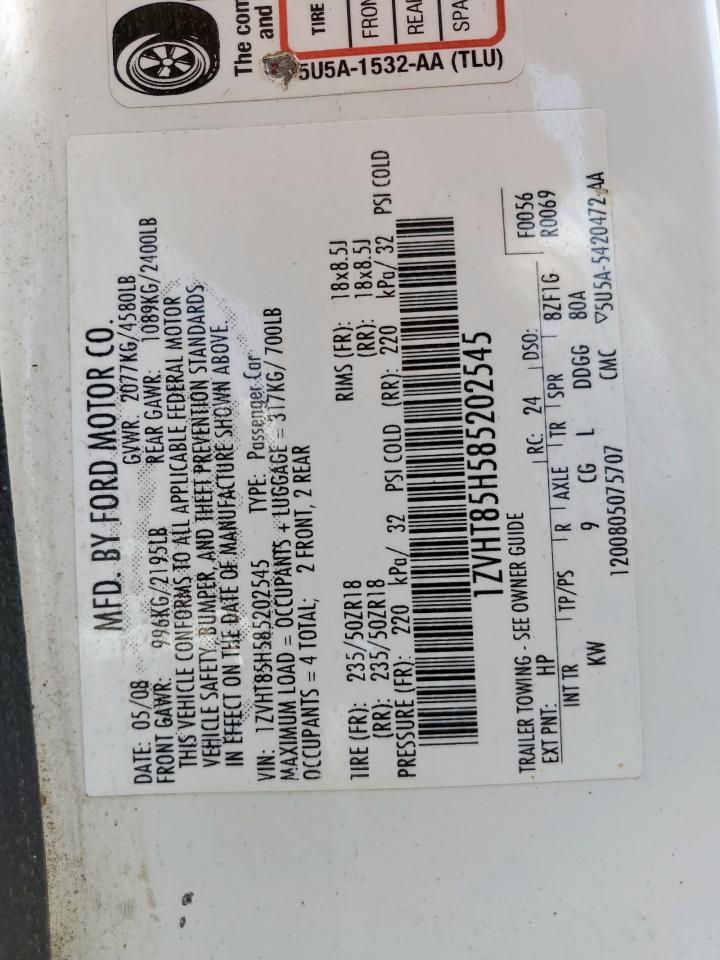 The com
and
TIRE
FRON
REAR
SPA
5U5A-1532-AA (TLU)
MFD. BY FORD MOTOR CO.
DATE: 05/08 GVWR: 2077KG/4580LB
FRONT GAWR: 996KG/2195LB REAR GAWR: 1089KG/2400LB
THIS VEHICLE CONFORMS TO ALL APPLICABLE FEDERAL MOTOR
VEHICLE SAFETY, BUMPER, AND THEFT PREVENTION STANDARDS
IN EFFECT ON THE DATE OF MANUFACTURE SHOWN ABOVE.
VIN: 1ZVHT85H585202545 TYPE: Passenger Car
MAXIMUM LOAD = OCCUPANTS + LUGGAGE = 317KG/ 700LB
OCCUPANTS = 4 TOTAL; 2 FRONT, 2 REAR
TIRE (FR): 235/50ZR18 RIMS (FR): 18x8.5J
(RR): 235/50ZR18 (RR): 18x8.5J
PRESSURE (FR): 220 kPa/ 32 PSI COLD (RR): 220 kPa/ 32 PSI COLD
1ZVHT85H585202545
TRAILER TOWING - SEE OWNER GUIDE F0056
EXT PNT: HP RC: 24 DSO: R0069
INT TR TP/PS R AXLE TR SPR 8ZF1G
KW 9 CG L DDGG 80A
1200805075707 CMC ▽5U5A-5420472-AA